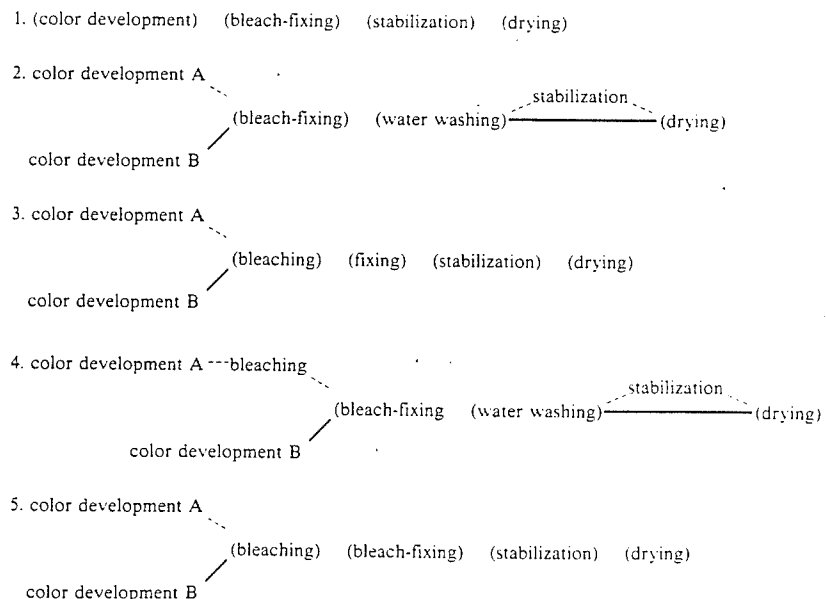 1. (color development) (bleach-fixing) (stabilization) (drying)
2. color development A
stabilization
(bleach-fixing) (water washing) (drying)
color development B
3. color development A
(bleaching) (fixing) (stabilization) (drying)
color development B
4. color development A bleaching
stabilization
(bleach-fixing (water washing) (drying)
color development B
5. color development A
(bleaching) (bleach-fixing) (stabilization) (drying)
color development B